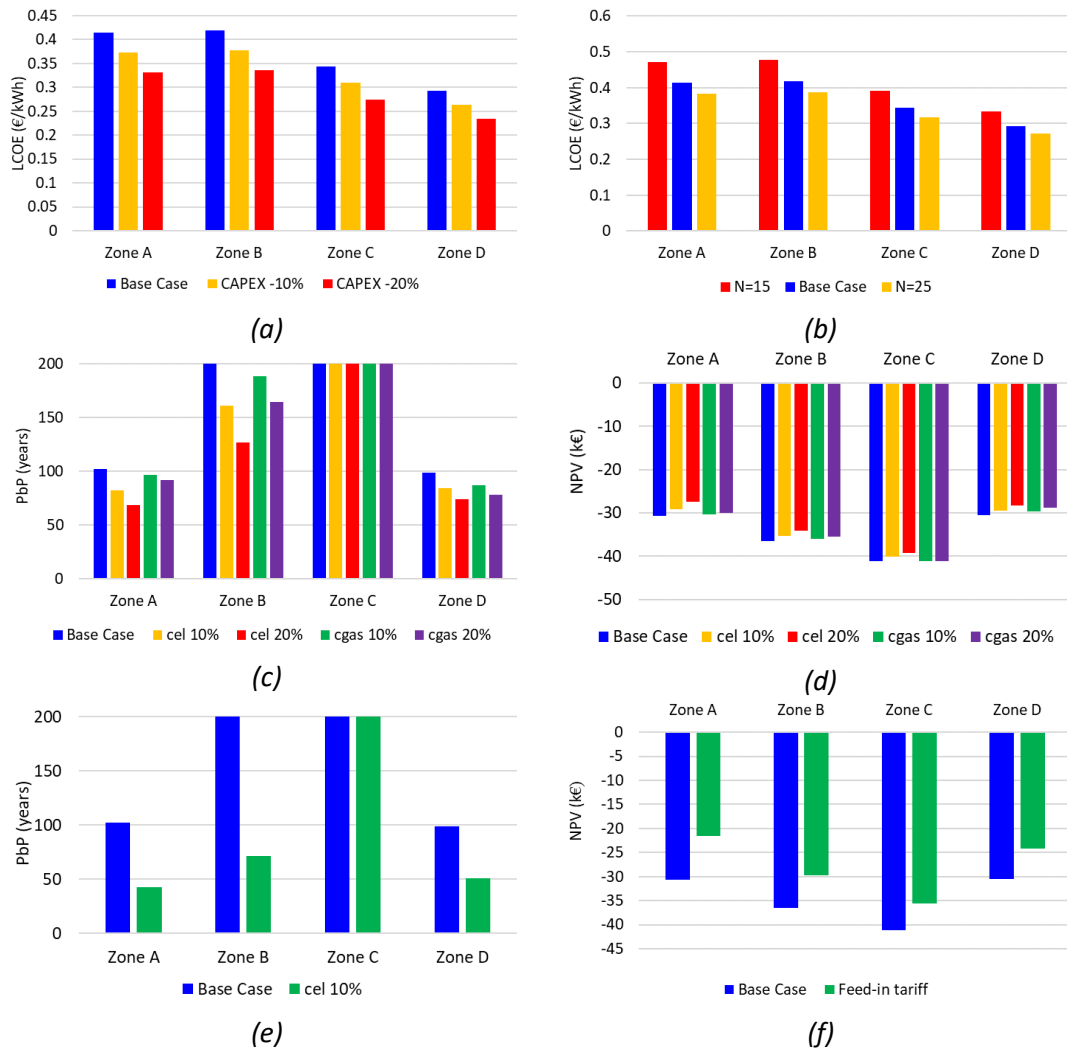 0.45
0.4
0.35
0.3
0.25
0.2
0.15
0.1
0.05
0
LCOE (€/kWh)
Zone A Zone B Zone C Zone D
Base Case CAPEX -10% CAPEX -20%
(a)
0.6
0.5
0.4
0.3
0.2
0.1
0
LCOE (€/kWh)
Zone A Zone B Zone C Zone D
N=15 Base Case N=25
(b)
200
150
100
50
0
PbP (years)
Zone A Zone B Zone C Zone D
Base Case cel 10% cel 20% cgas 10% cgas 20%
(c)
Zone A Zone B Zone C Zone D
0
-10
-20
-30
-40
-50
NPV (k€)
Base Case cel 10% cel 20% cgas 10% cgas 20%
(d)
200
150
100
50
0
PbP (years)
Zone A Zone B Zone C Zone D
Base Case cel 10%
(e)
Zone A Zone B Zone C Zone D
0
-5
-10
-15
-20
-25
-30
-35
-40
-45
NPV (k€)
Base Case Feed-in tariff
(f)